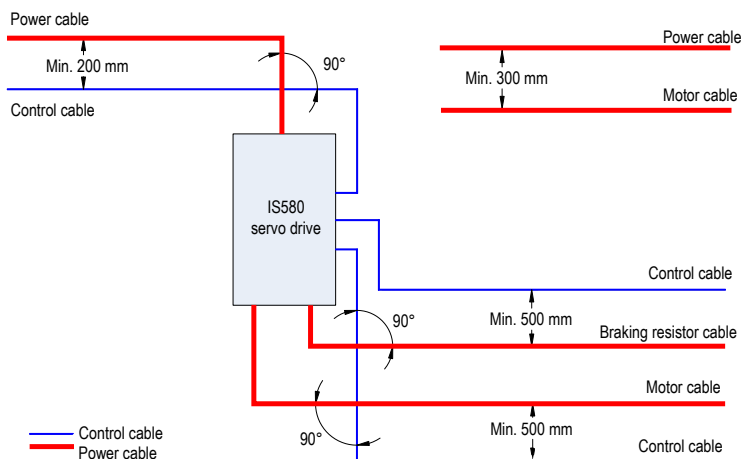 Power cable
Min. 200 mm
90°
Control cable
Power cable
Min. 300 mm
Motor cable
IS580
servo drive
Control cable
90°
Min. 500 mm
Braking resistor cable
Motor cable
90°
Min. 500 mm
Control cable
Control cable
Power cable